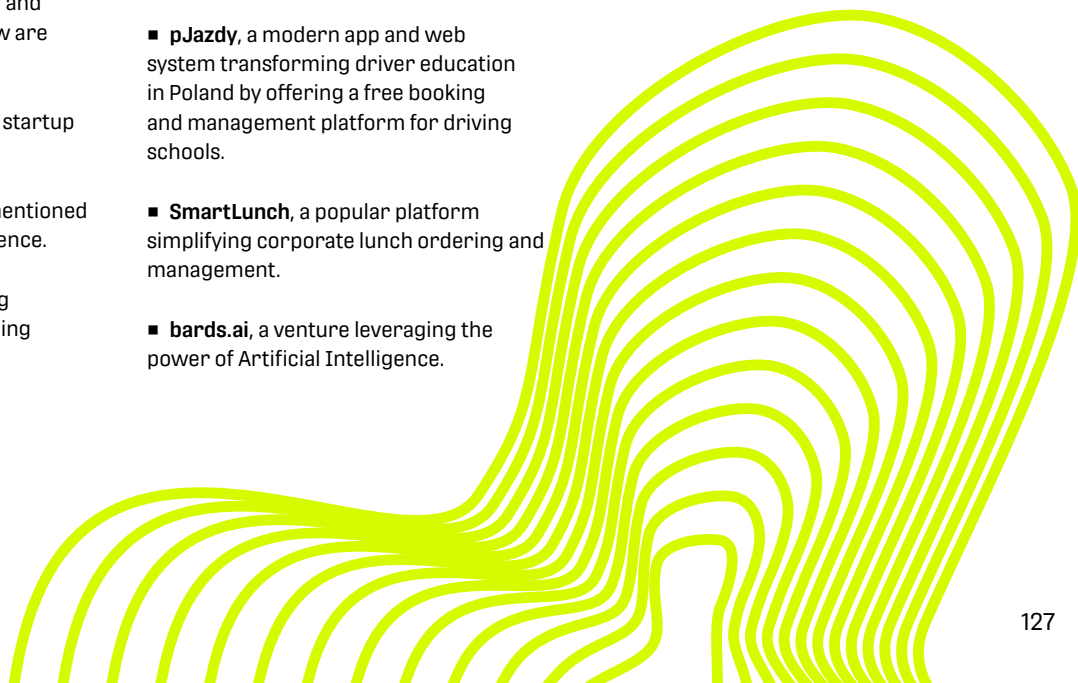 and
w are
startup
mentioned
ence.
g
ing
■ pJazdy, a modern app and web
system transforming driver education
in Poland by offering a free booking
and management platform for driving
schools.
■ SmartLunch, a popular platform
simplifying corporate lunch ordering and
management.
■ bards.ai, a venture leveraging the
power of Artificial Intelligence.
127